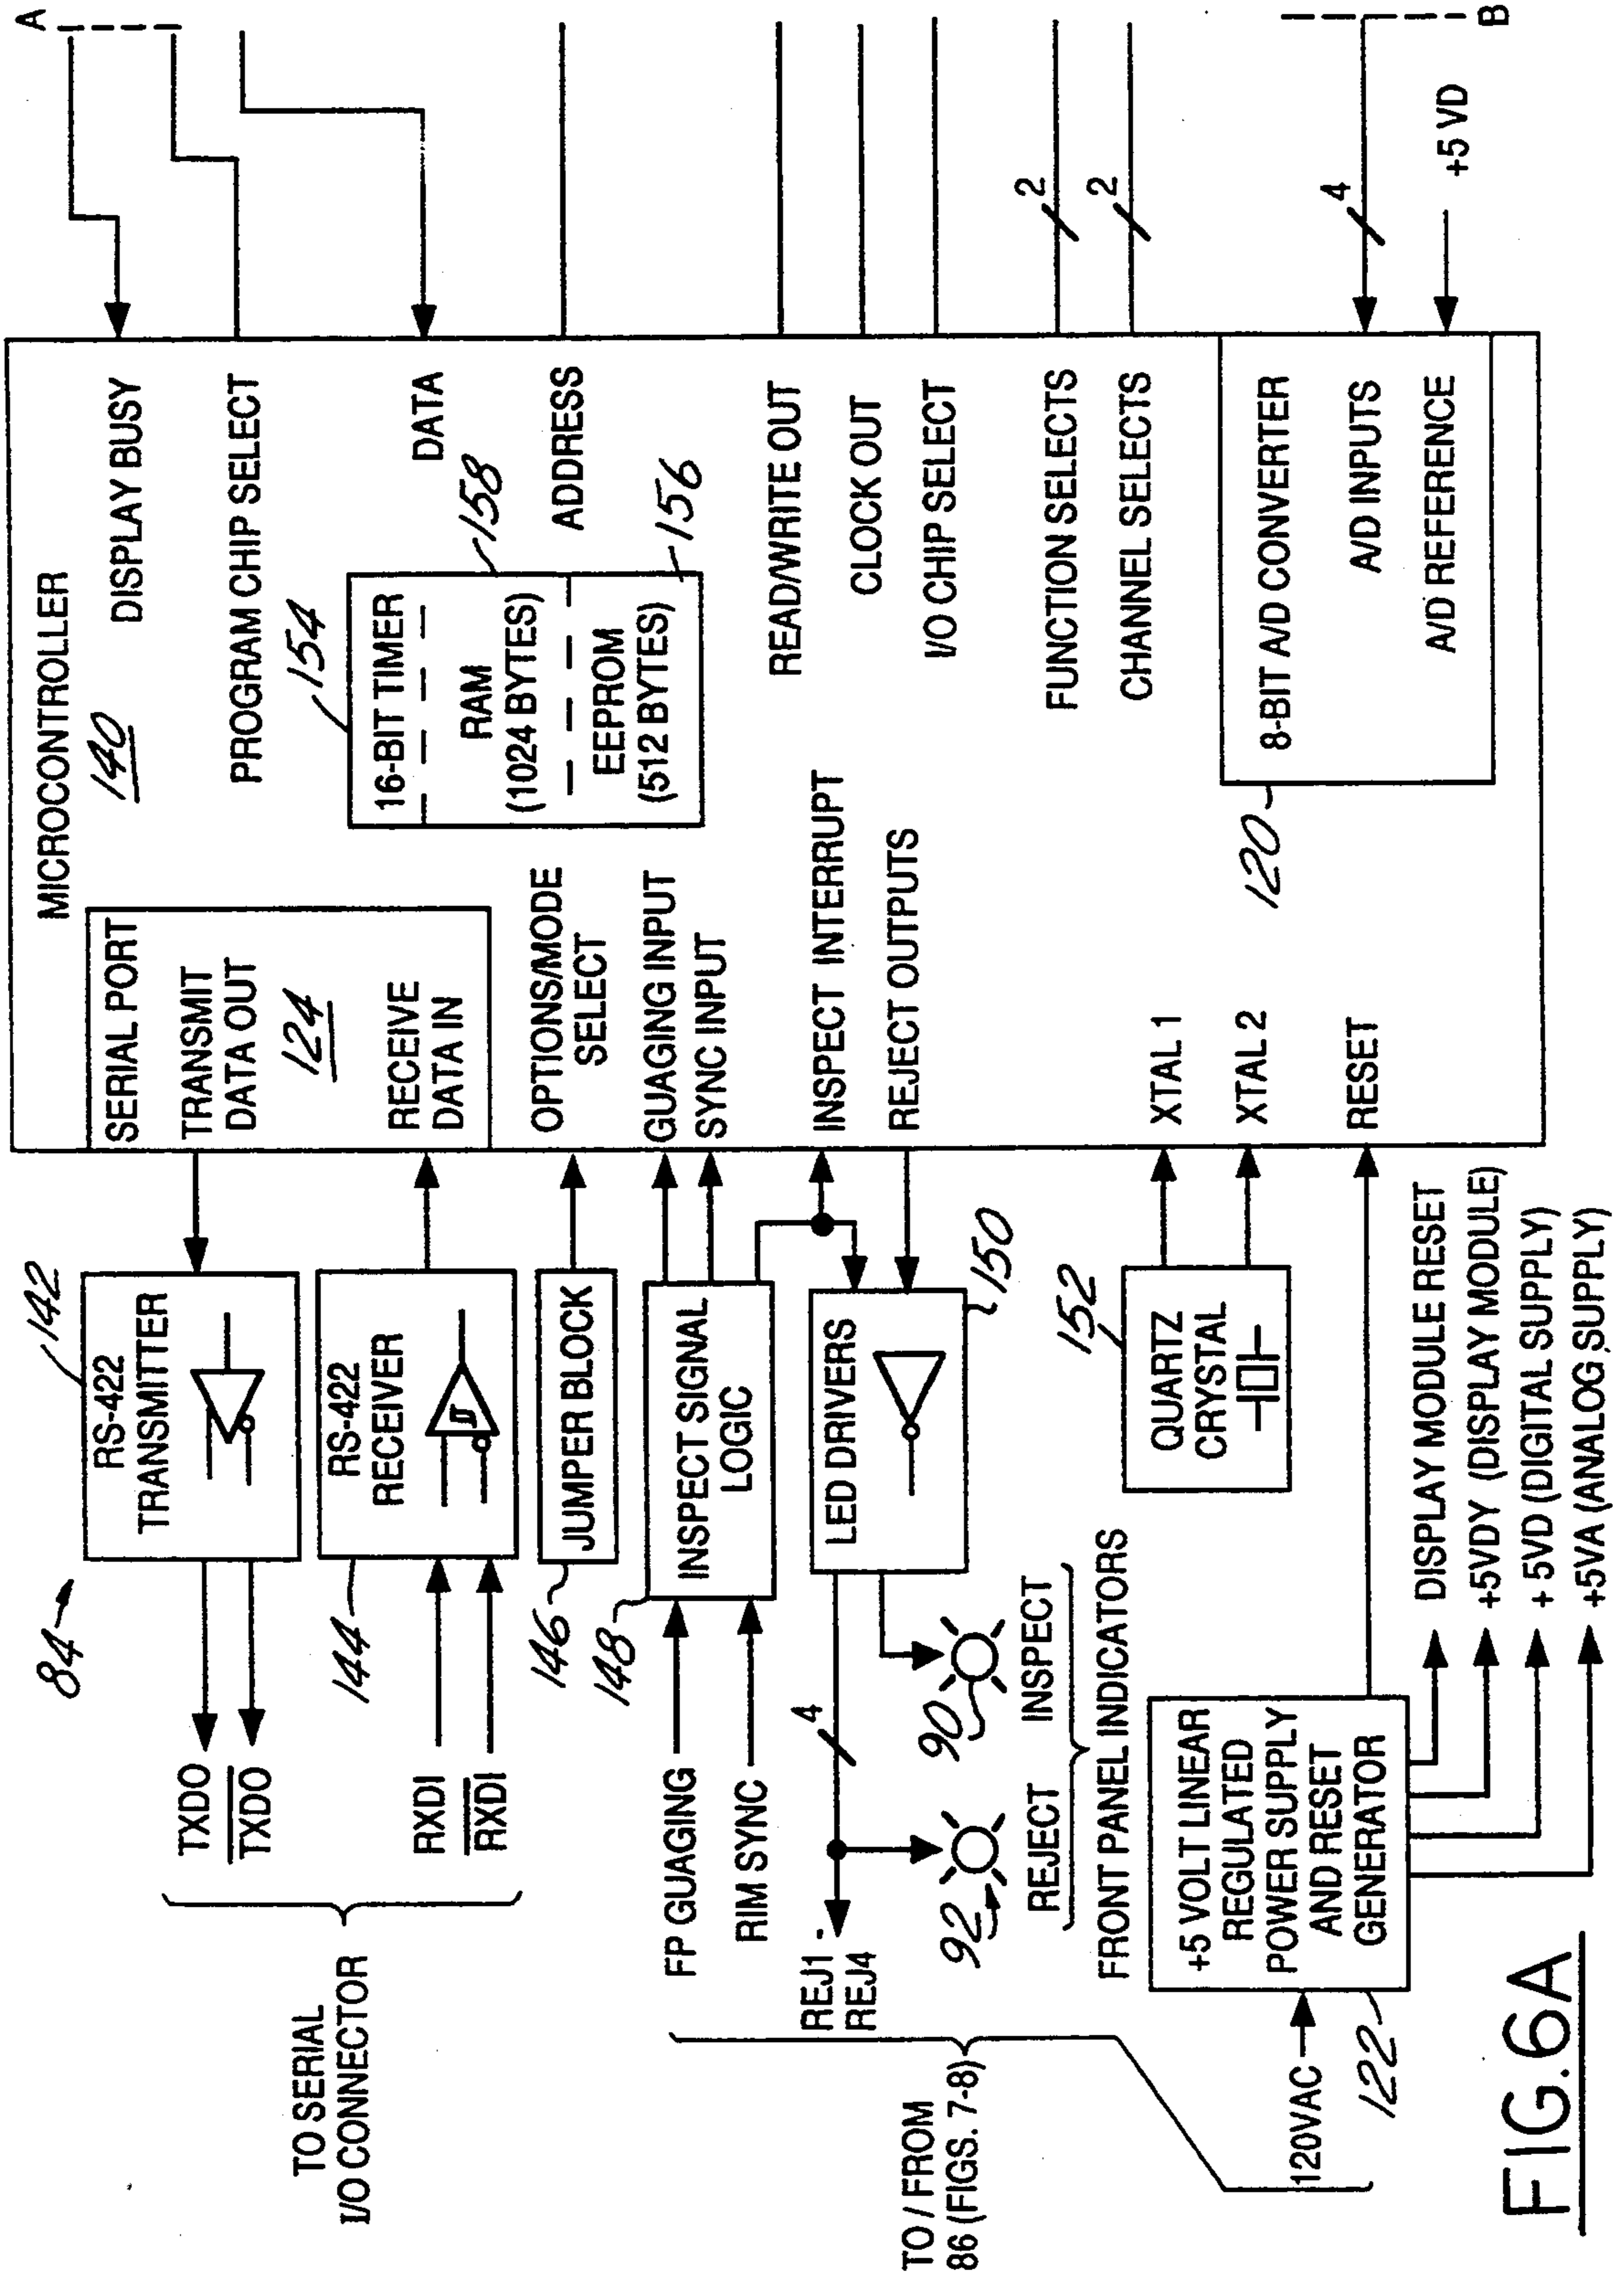 84
TO SERIAL
I/O CONNECTOR
TXDO
TXDO
RXDI
RXDI
142
RS-422
TRANSMITTER
144
RS-422
RECEIVER
146
JUMPER BLOCK
148
INSPECT SIGNAL
LOGIC
FP GUAGING
RIM SYNC
LED DRIVERS
150
4
REJ1 -
REJ4
92
90
REJECT
INSPECT
FRONT PANEL INDICATORS
TO / FROM
86 (FIGS. 7-8)
152
QUARTZ
CRYSTAL
120VAC
122
+5 VOLT LINEAR
REGULATED
POWER SUPPLY
AND RESET
GENERATOR
DISPLAY MODULE RESET
+5VDY (DISPLAY MODULE)
+ 5VD (DIGITAL SUPPLY)
+5VA (ANALOG SUPPLY)
MICROCONTROLLER
140
SERIAL PORT
TRANSMIT
DATA OUT
124
RECEIVE
DATA IN
OPTIONS/MODE
SELECT
GUAGING INPUT
SYNC INPUT
INSPECT INTERRUPT
REJECT OUTPUTS
XTAL 1
XTAL 2
RESET
154
16-BIT TIMER
RAM
(1024 BYTES)
158
EEPROM
(512 BYTES)
156
DISPLAY BUSY
PROGRAM CHIP SELECT
DATA
ADDRESS
READ/WRITE OUT
CLOCK OUT
I/O CHIP SELECT
FUNCTION SELECTS
2
CHANNEL SELECTS
2
120
8-BIT A/D CONVERTER
A/D INPUTS
4
A/D REFERENCE
+5 VD
A
B
FIG.6A